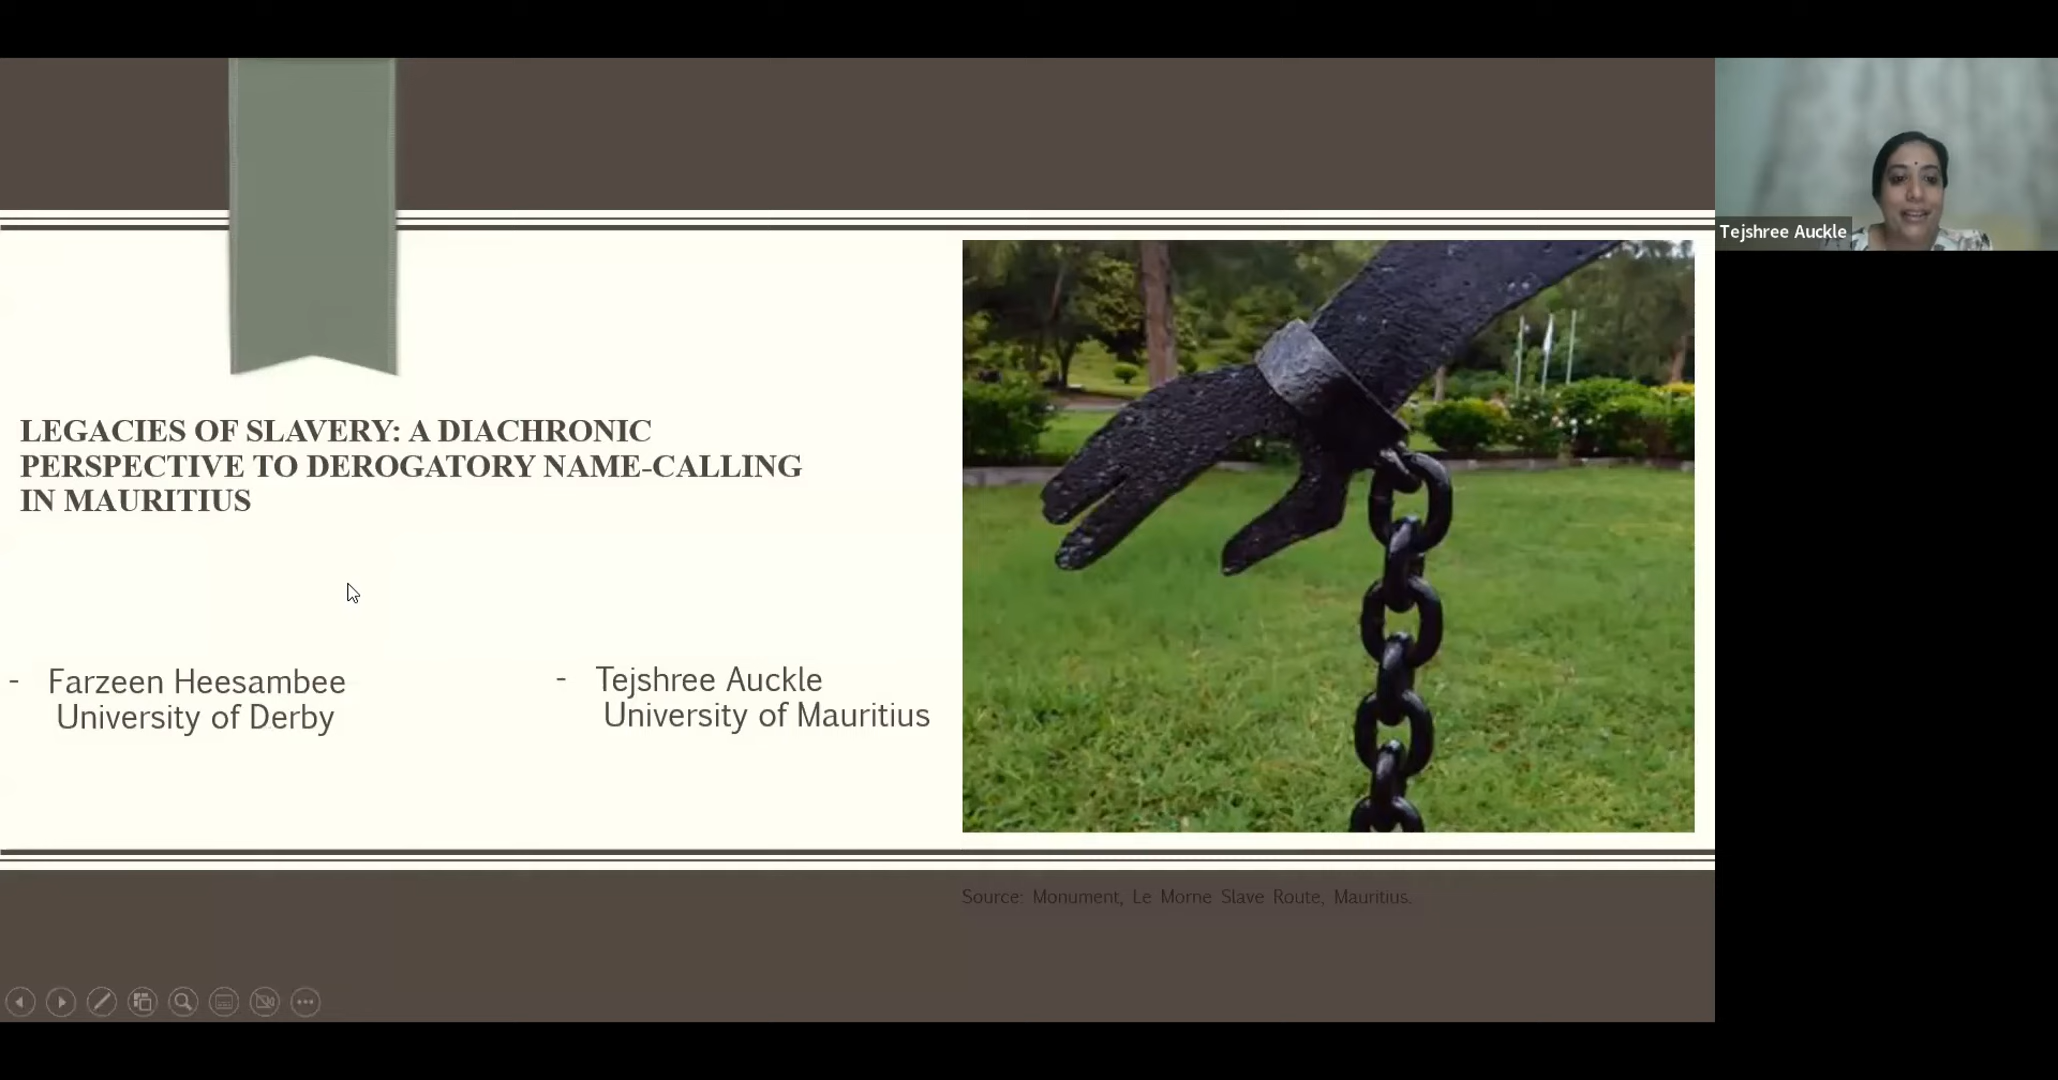 LEGACIES OF SLAVERY: A DIACHRONIC
PERSPECTIVE TO DEROGATORY NAME-CALLING
IN MAURITIUS
- Farzeen Heesambee
University of Derby
- Tejshree Auckle
University of Mauritius
Source: Monument, Le Morne Slave Route, Mauritius.
Tejshree Auckle